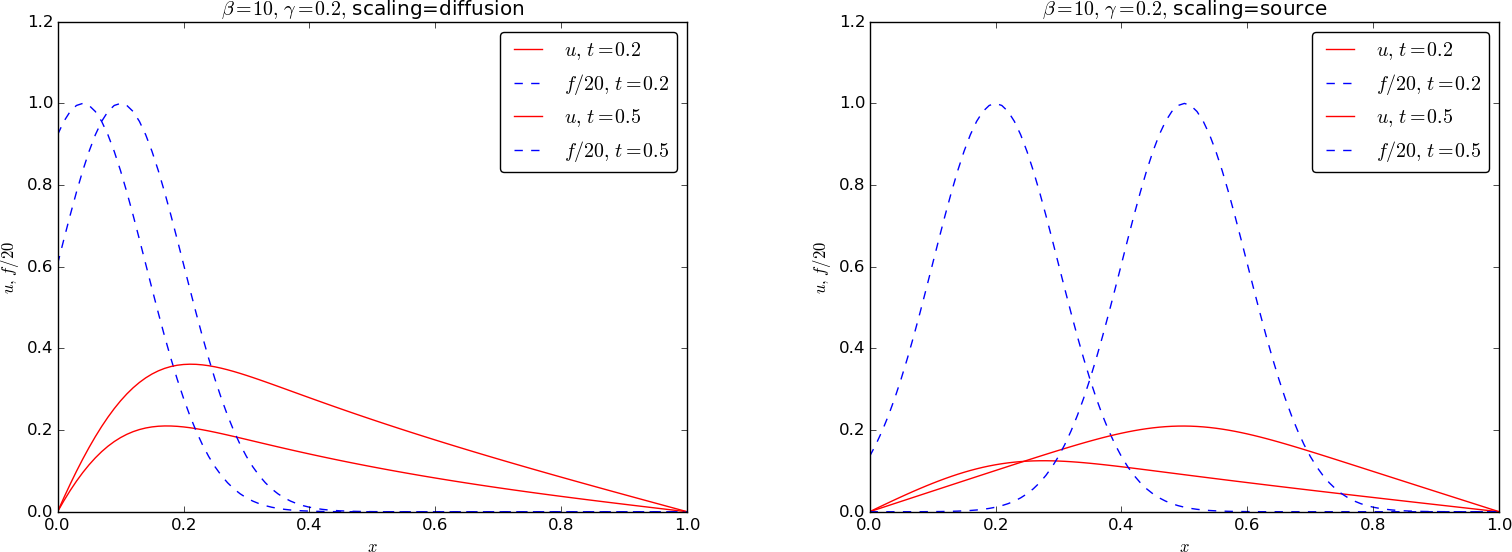 β=10, γ=0.2, scaling=diffusion
1.2
1.0
0.8
0.6
0.4
0.2
0.0
u, f/20
u, t=0.2
f/20, t=0.2
u, t=0.5
f/20, t=0.5
0.0 0.2 0.4 0.6 0.8 1.0
x
β=10, γ=0.2, scaling=source
1.2
1.0
0.8
0.6
0.4
0.2
0.0
u, f/20
u, t=0.2
f/20, t=0.2
u, t=0.5
f/20, t=0.5
0.0 0.2 0.4 0.6 0.8 1.0
x